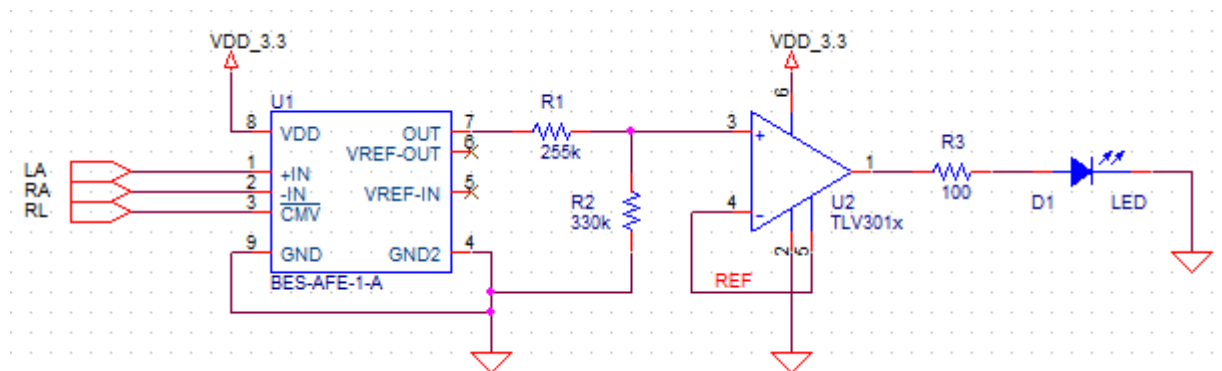 VDD_3.3
VDD_3.3
U1
8 VDD OUT 7
VREF-OUT 6
LA 1 +IN
RA 2 -IN VREF-IN 5
RL 3 CMV
9 GND GND2 4
BES-AFE-1-A
R1
255k
R2
330k
6
3 +
4 -
1
U2
TLV301x
2 5
REF
R3
100
D1 LED